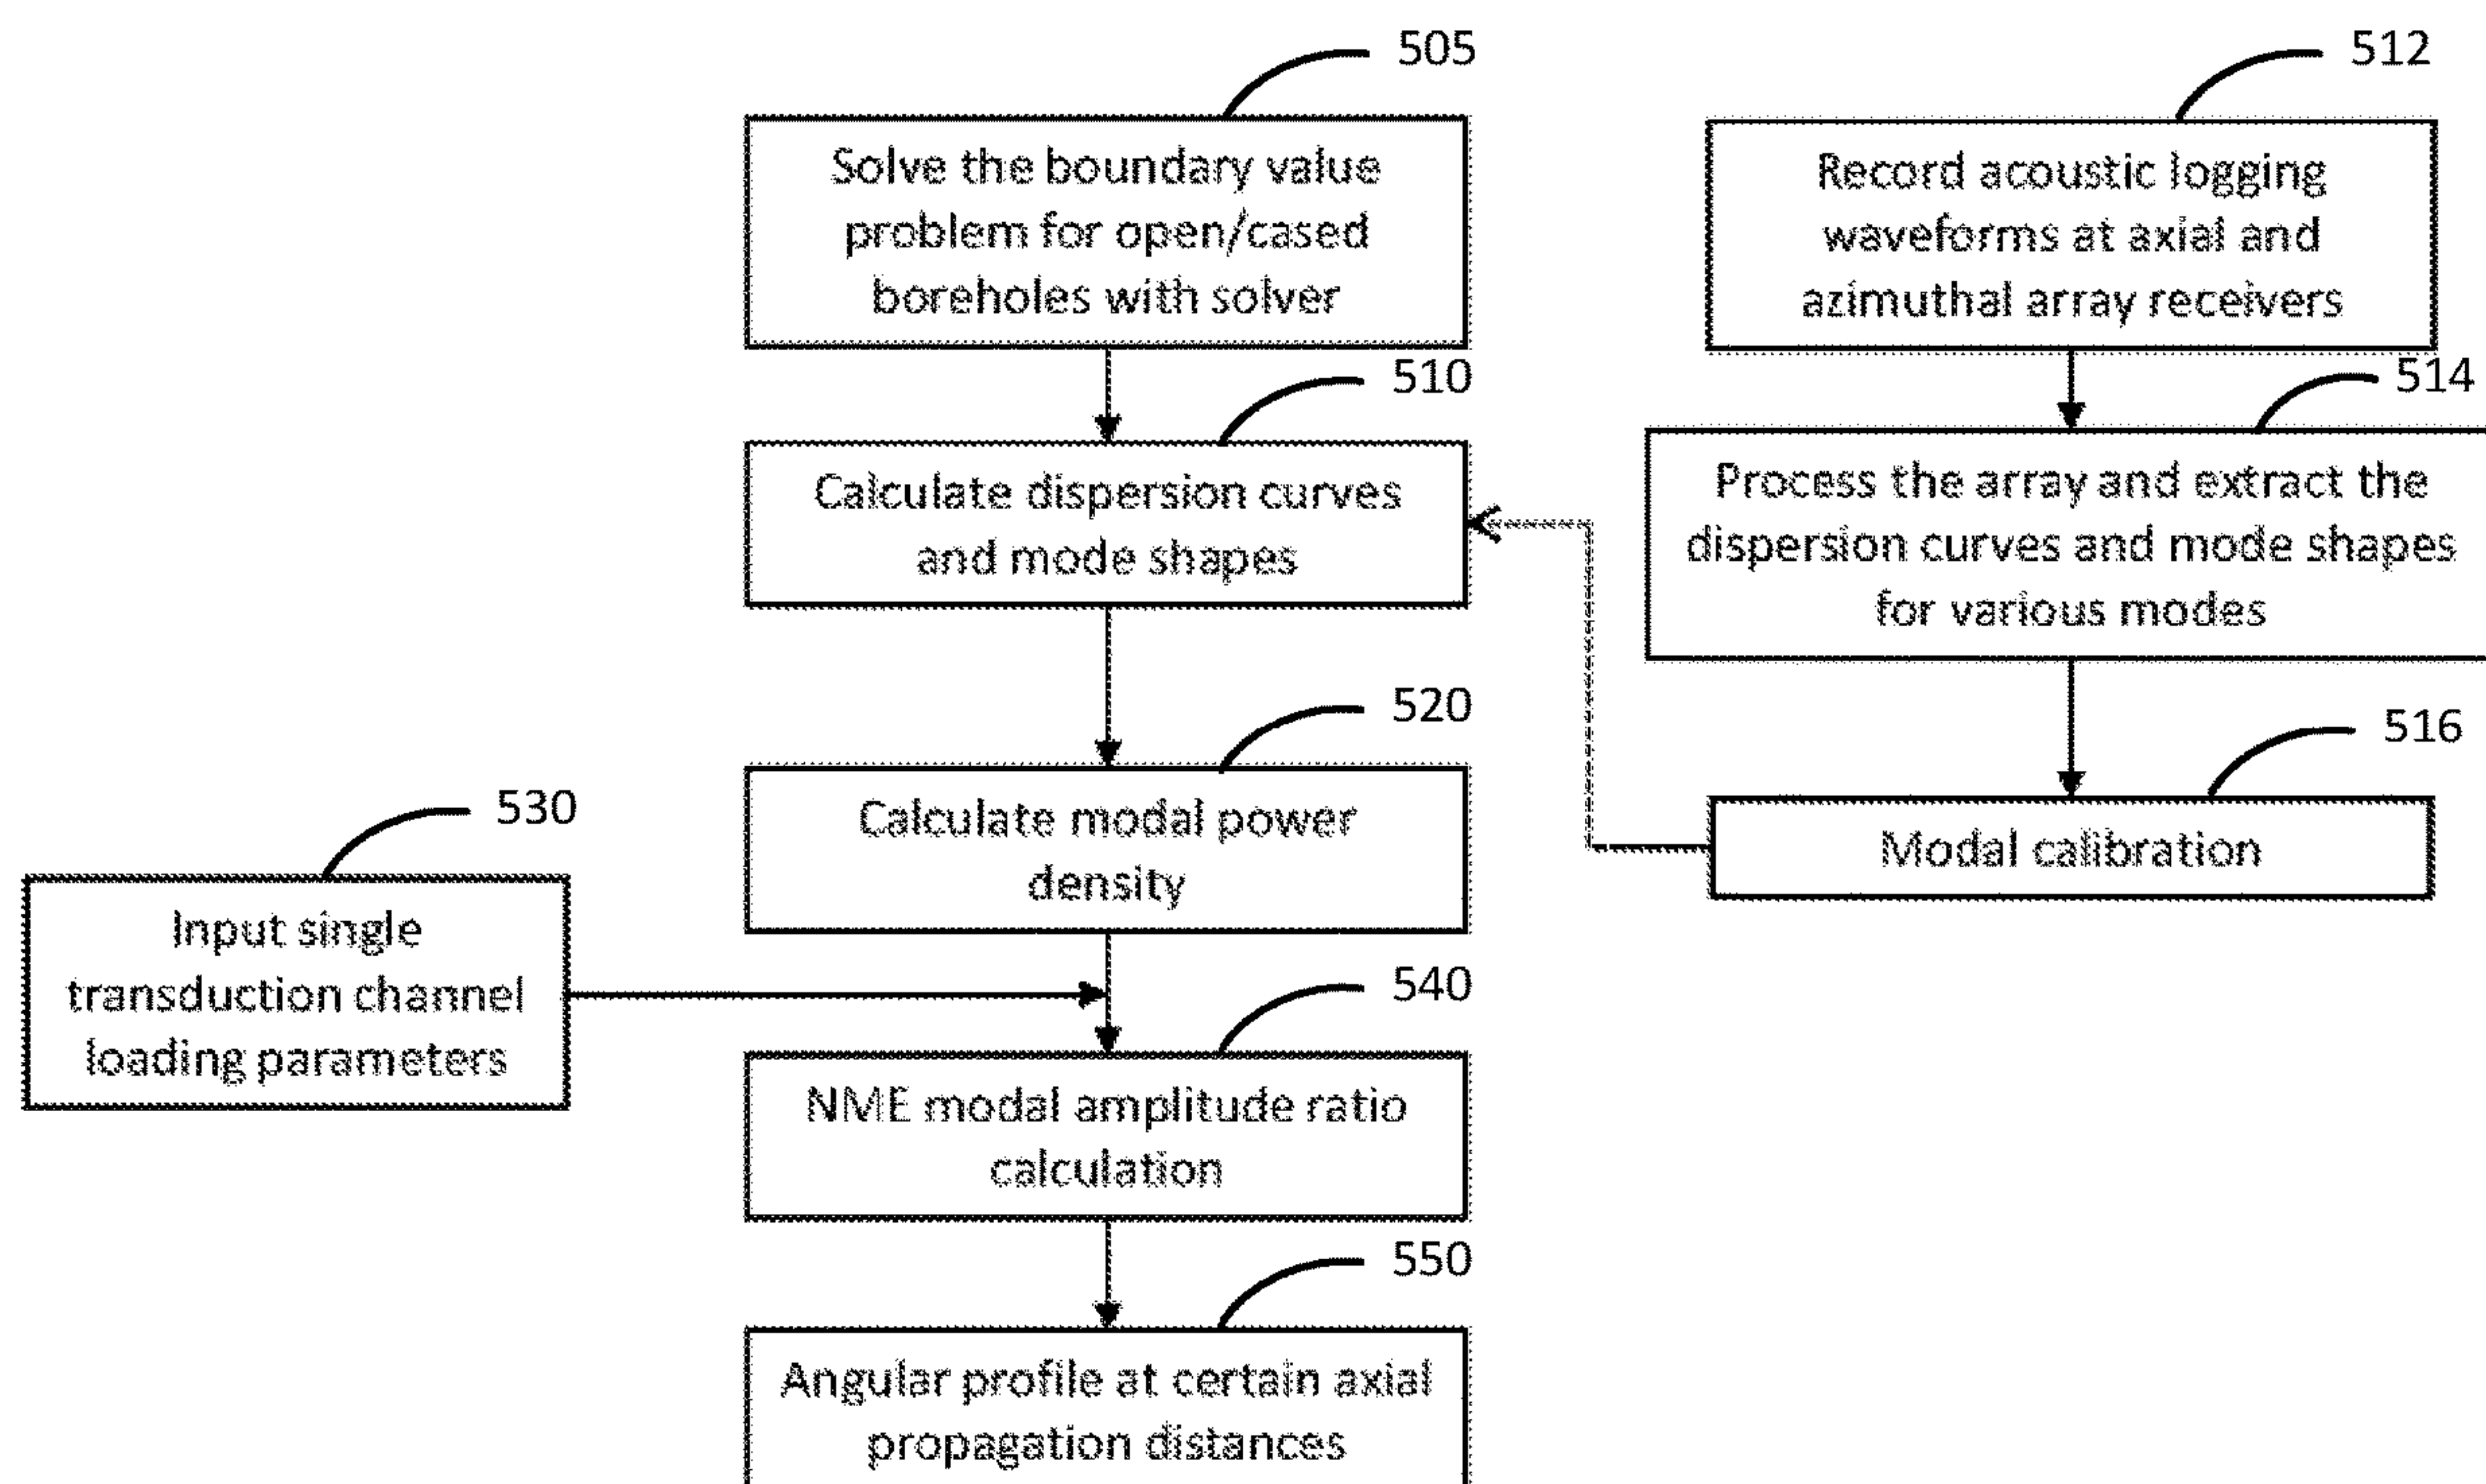 505
Solve the boundary value
problem for open/cased
boreholes with solver
510
Calculate dispersion curves
and mode shapes
520
Calculate modal power
density
530
Input single
transduction channel
loading parameters
540
NME modal amplitude ratio
calculation
550
Angular profile at certain axial
propagation distances
512
Record acoustic logging
waveforms at axial and
azimuthal array receivers
514
Process the array and extract the
dispersion curves and mode shapes
for various modes
516
Modal calibration